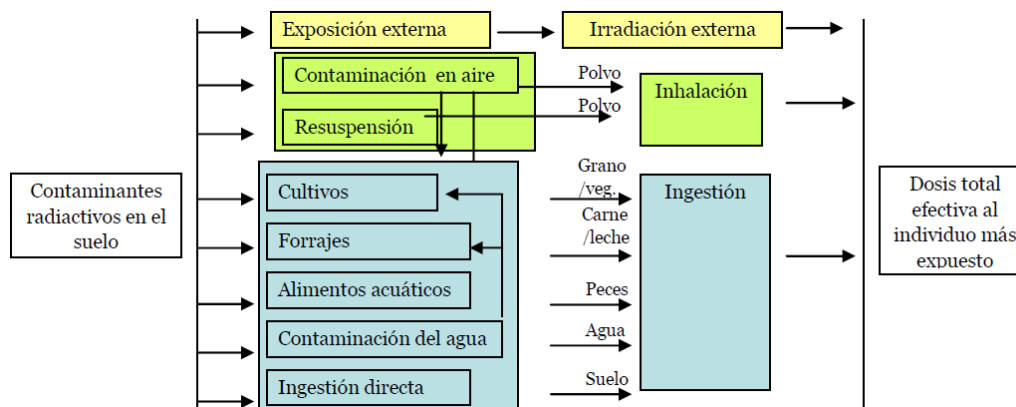 Exposición externa
Irradiación externa
Contaminación en aire
Polvo
Inhalación
Resuspensión
Polvo
Contaminantes
radiactivos en el
suelo
Cultivos
Grano
/veg.
Ingestión
Forrajes
Carne
/leche
Alimentos acuáticos
Peces
Contaminación del agua
Agua
Ingestión directa
Suelo
Dosis total
efectiva al
individuo más
expuesto